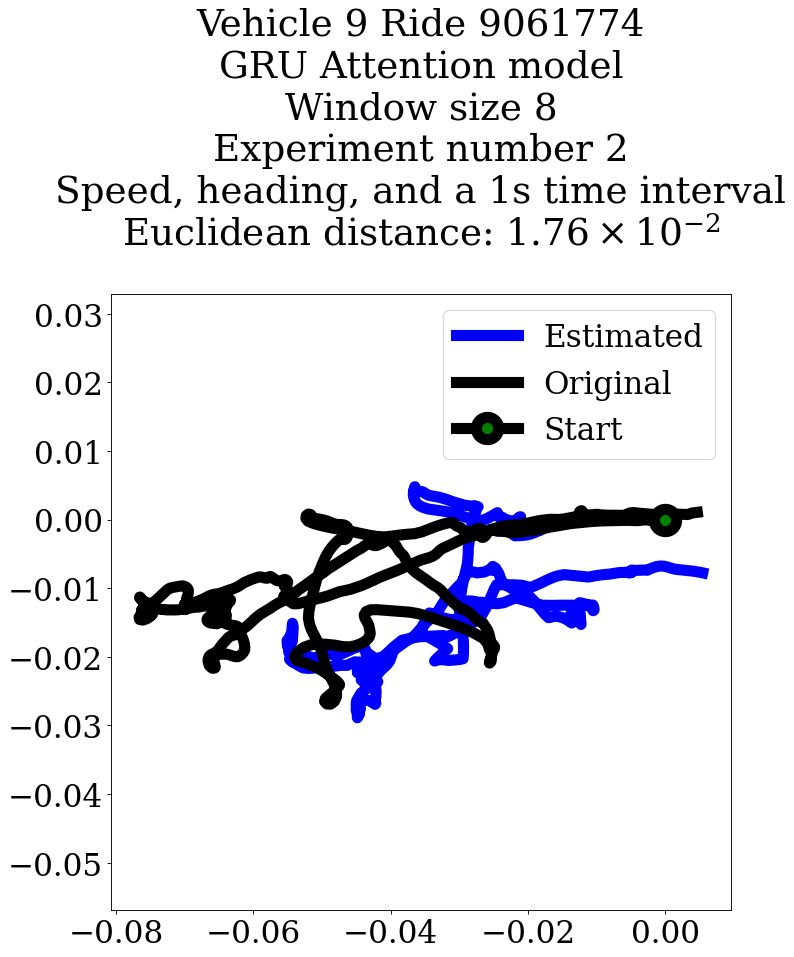 Vehicle 9 Ride 9061774
GRU Attention model
Window size 8
Experiment number 2
Speed, heading, and a 1s time interval
Euclidean distance: 1.76 × 10⁻²
Estimated
Original
Start
0.03
0.02
0.01
0.00
−0.01
−0.02
−0.03
−0.04
−0.05
−0.08 −0.06 −0.04 −0.02 0.00